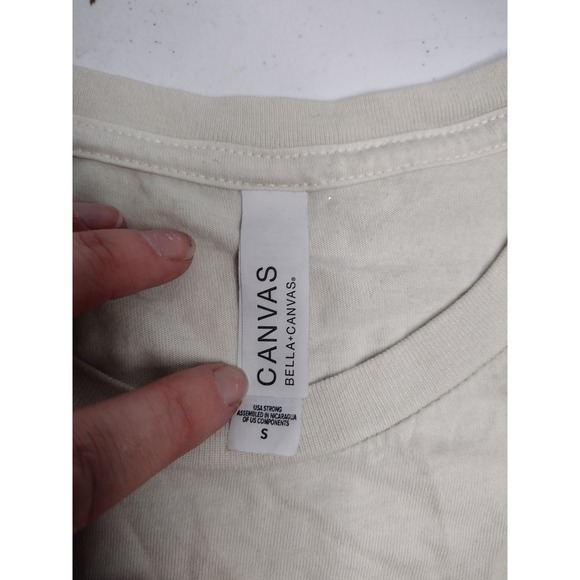 CANVAS
BELLA+CANVAS®
USA STRONG
ASSEMBLED IN NICARAGUA
OF US COMPONENTS
S